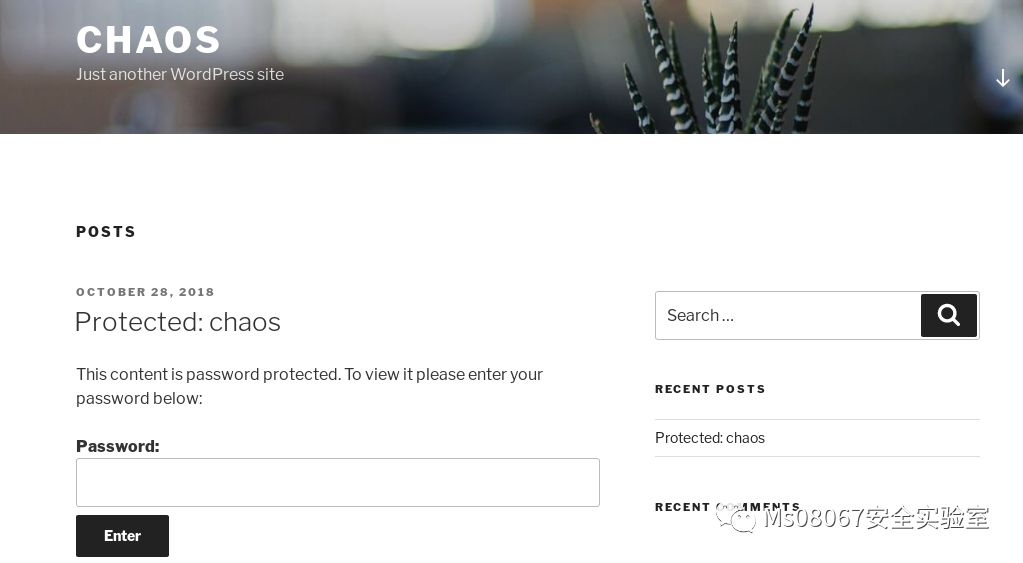 CHAOS
Just another WordPress site
POSTS
OCTOBER 28, 2018
Protected: chaos
This content is password protected. To view it please enter your
password below:
Password:
Enter
Search …
RECENT POSTS
Protected: chaos
RECENT COMMENTS
Ms08067安全实验室